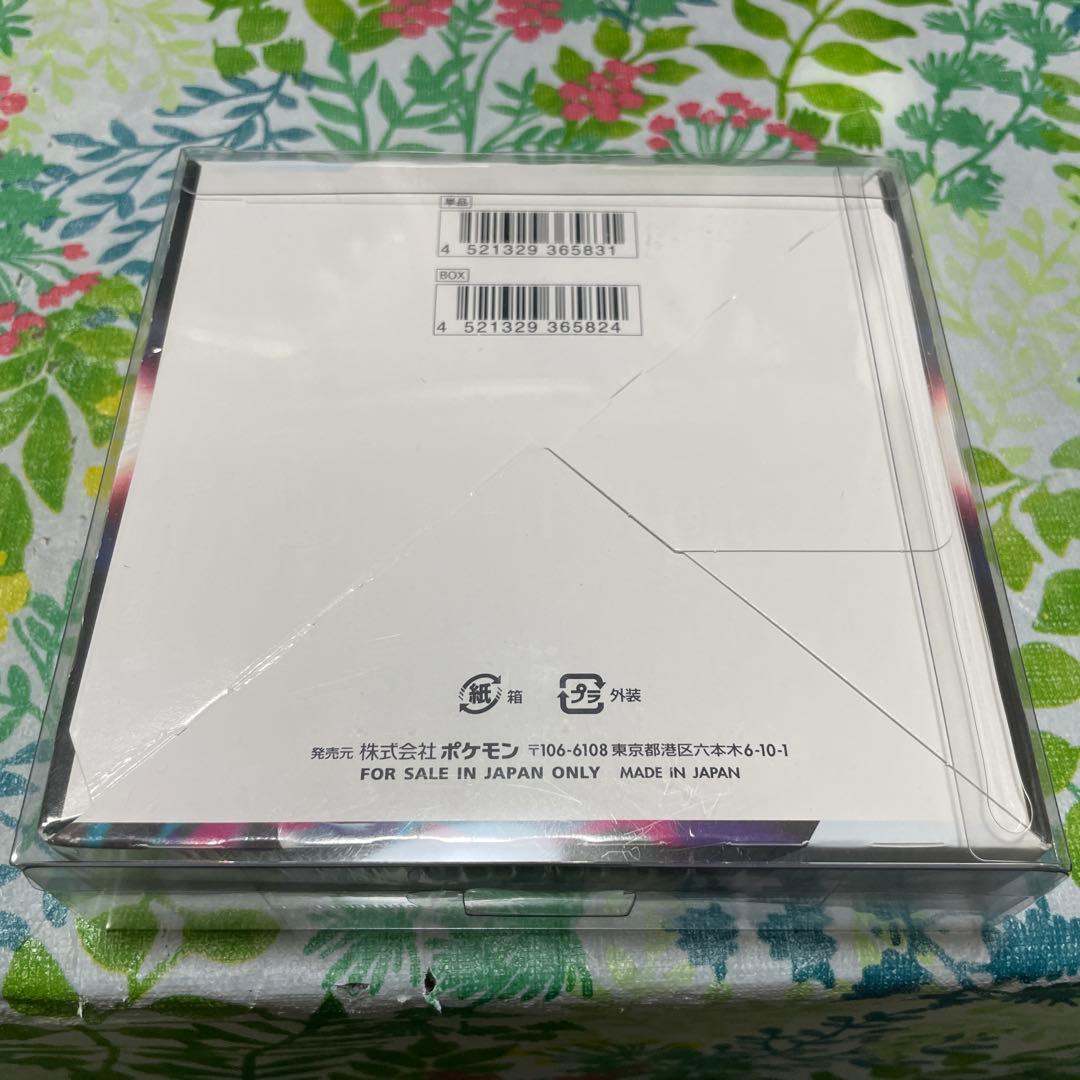 単品
4 521329 365831
BOX
4 521329 365824
紙 箱 プラ 外装
発売元 株式会社 ポケモン 〒106-6108 東京都港区六本木6-10-1
FOR SALE IN JAPAN ONLY MADE IN JAPAN